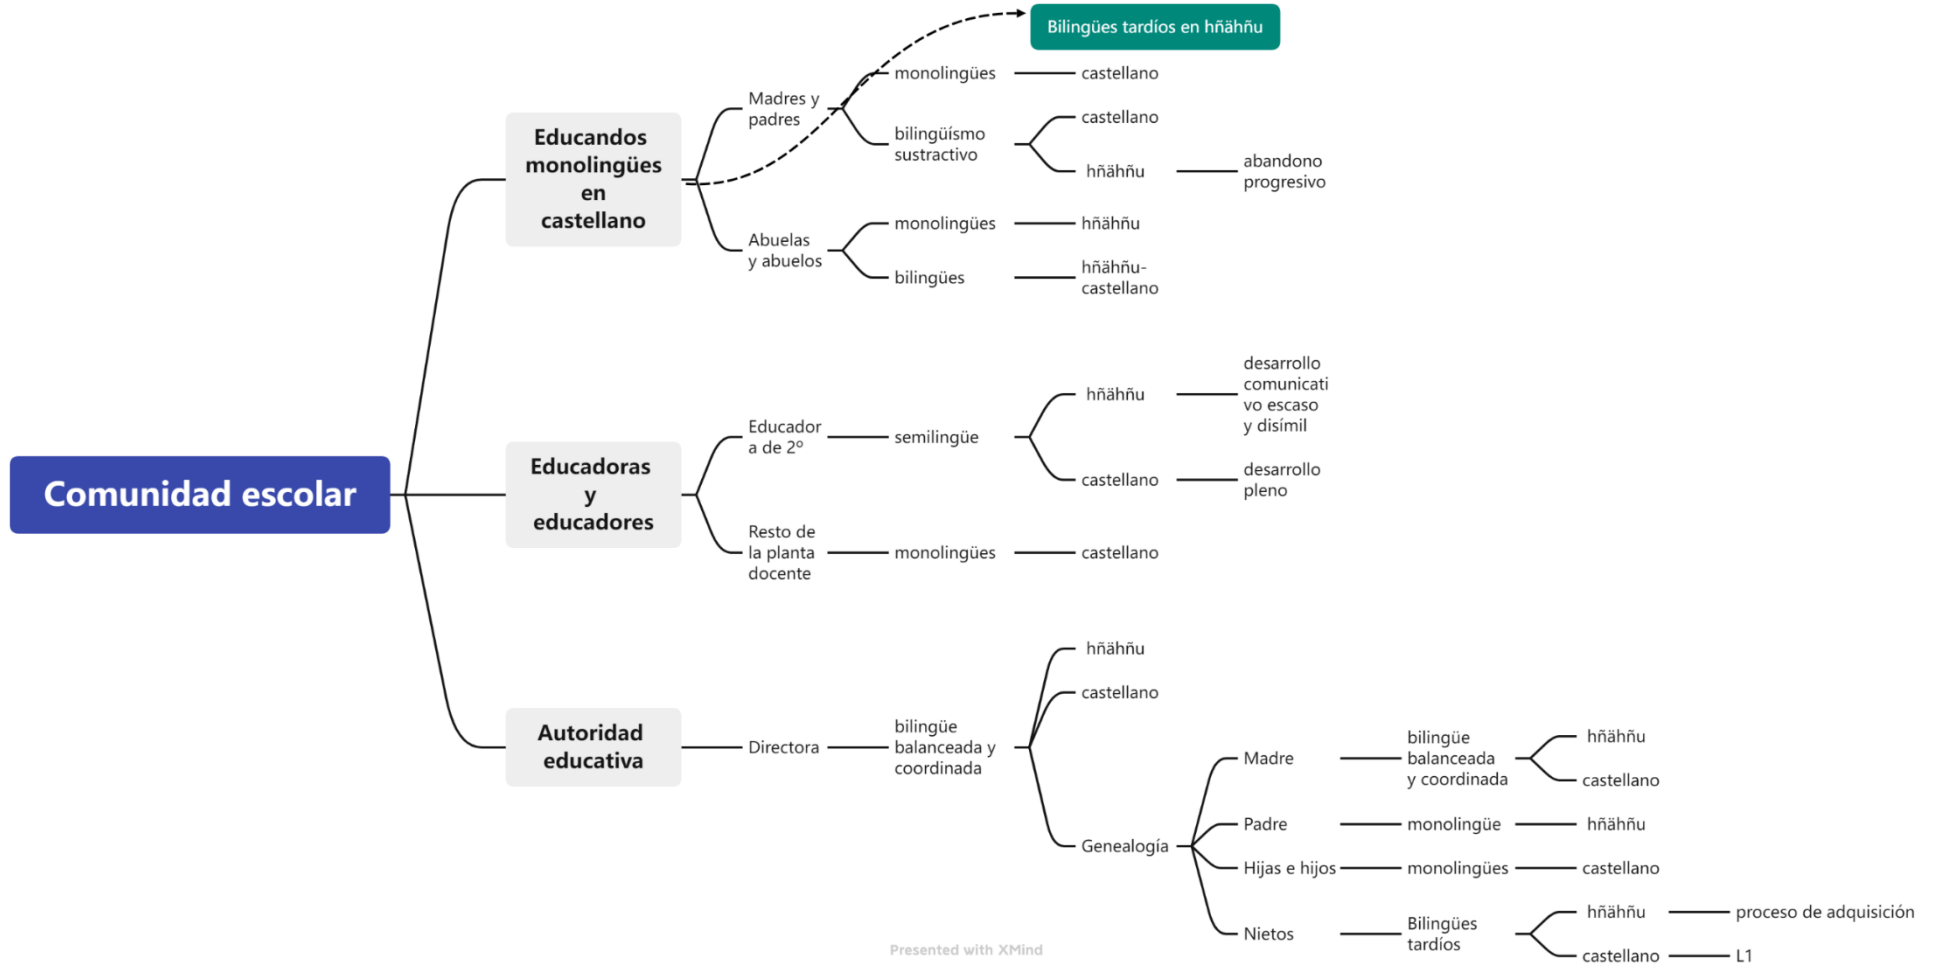 Bilingües tardíos en hñähñu
monolingües
castellano
Madres y
padres
castellano
bilingüísmo
sustractivo
hñähñu
abandono
progresivo
Educandos
monolingües
en
castellano
monolingües
hñähñu
Abuelas
y abuelos
bilingües
hñähñu-
castellano
Comunidad escolar
Educadoras
y
educadores
Educador
a de 2º
semilingüe
hñähñu
desarrollo
comunicati
vo escaso
y disímil
castellano
desarrollo
pleno
Resto de
la planta
docente
monolingües
castellano
Autoridad
educativa
Directora
bilingüe
balanceada y
coordinada
hñähñu
castellano
Genealogía
Madre
bilingüe
balanceada
y coordinada
hñähñu
castellano
Padre
monolingüe
hñähñu
Hijas e hijos
monolingües
castellano
Nietos
Bilingües
tardíos
hñähñu
proceso de adquisición
castellano
L1
Presented with XMind